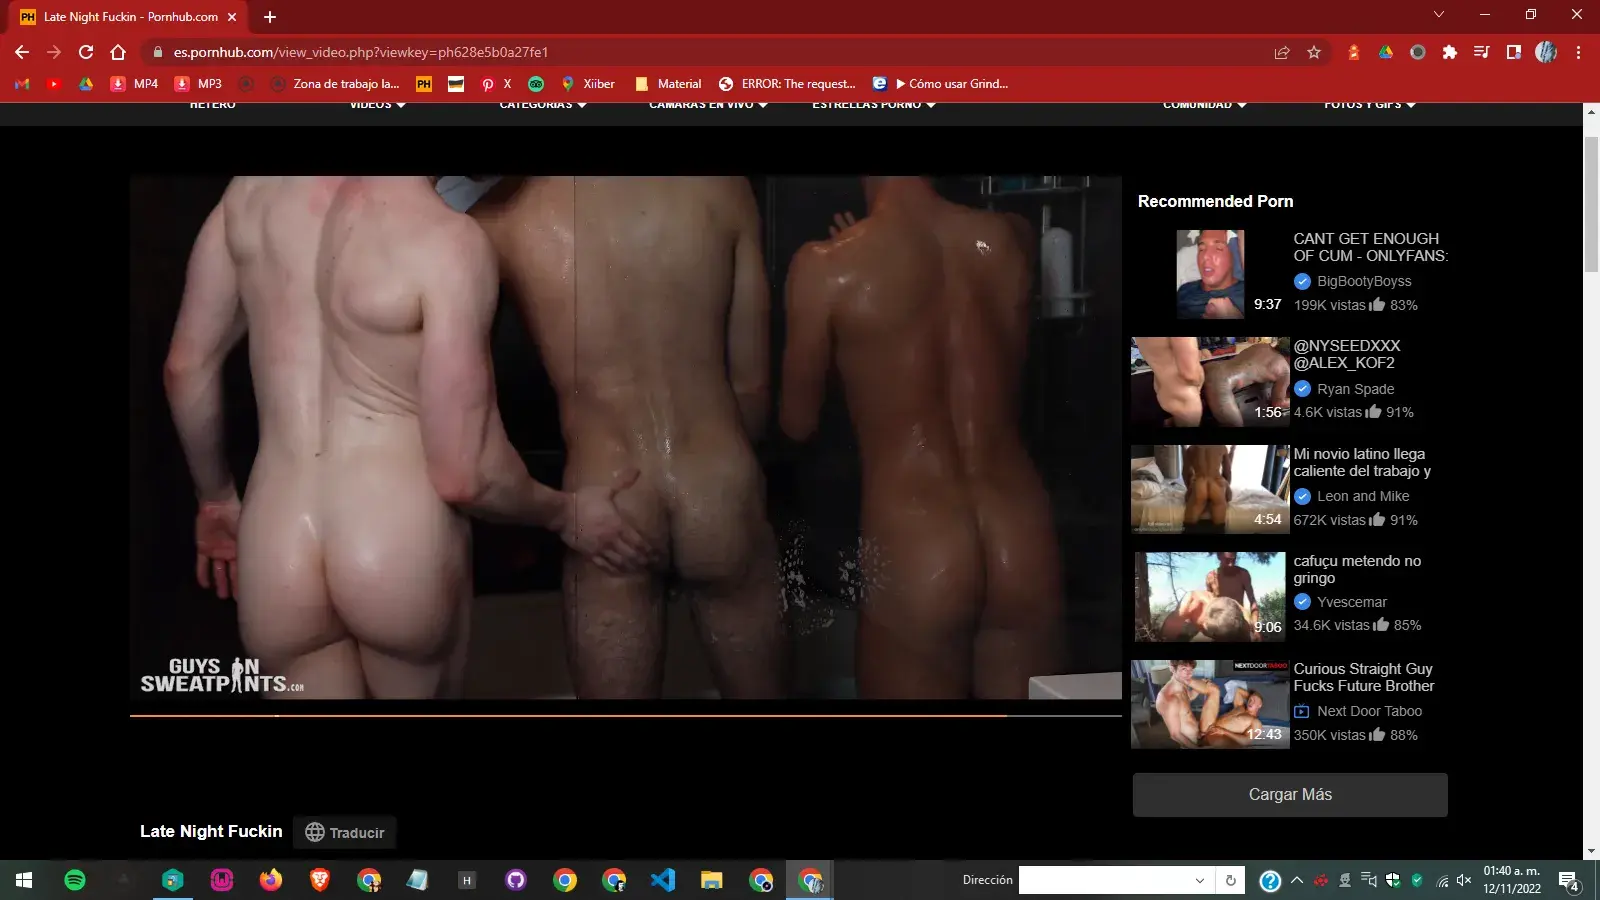 Late Night Fuckin - Pornhub.com
es.pornhub.com/view_video.php?viewkey=ph628e5b0a27fe1
MP4
MP3
Zona de trabajo la...
PH
X
Xiiber
Material
ERROR: The request...
Cómo usar Grind...
HETERO
VIDEOS
CATEGORÍAS
CÁMARAS EN VIVO
ESTRELLAS PORNO
COMUNIDAD
FOTOS Y GIFS
GUYS IN
SWEATPANTS.COM
Recommended Porn
CANT GET ENOUGH
OF CUM - ONLYFANS:
BigBootyBoyss
9:37
199K vistas 83%
@NYSEEDXXX
@ALEX_KOF2
Ryan Spade
1:56
4.6K vistas 91%
Mi novio latino llega
caliente del trabajo y
Leon and Mike
4:54
672K vistas 91%
cafuçu metendo no
gringo
Yvescemar
9:06
34.6K vistas 85%
NEXTDOORTABOO
Curious Straight Guy
Fucks Future Brother
Next Door Taboo
12:43
350K vistas 88%
Cargar Más
Late Night Fuckin
Traducir
Dirección
01:40 a. m.
12/11/2022
4